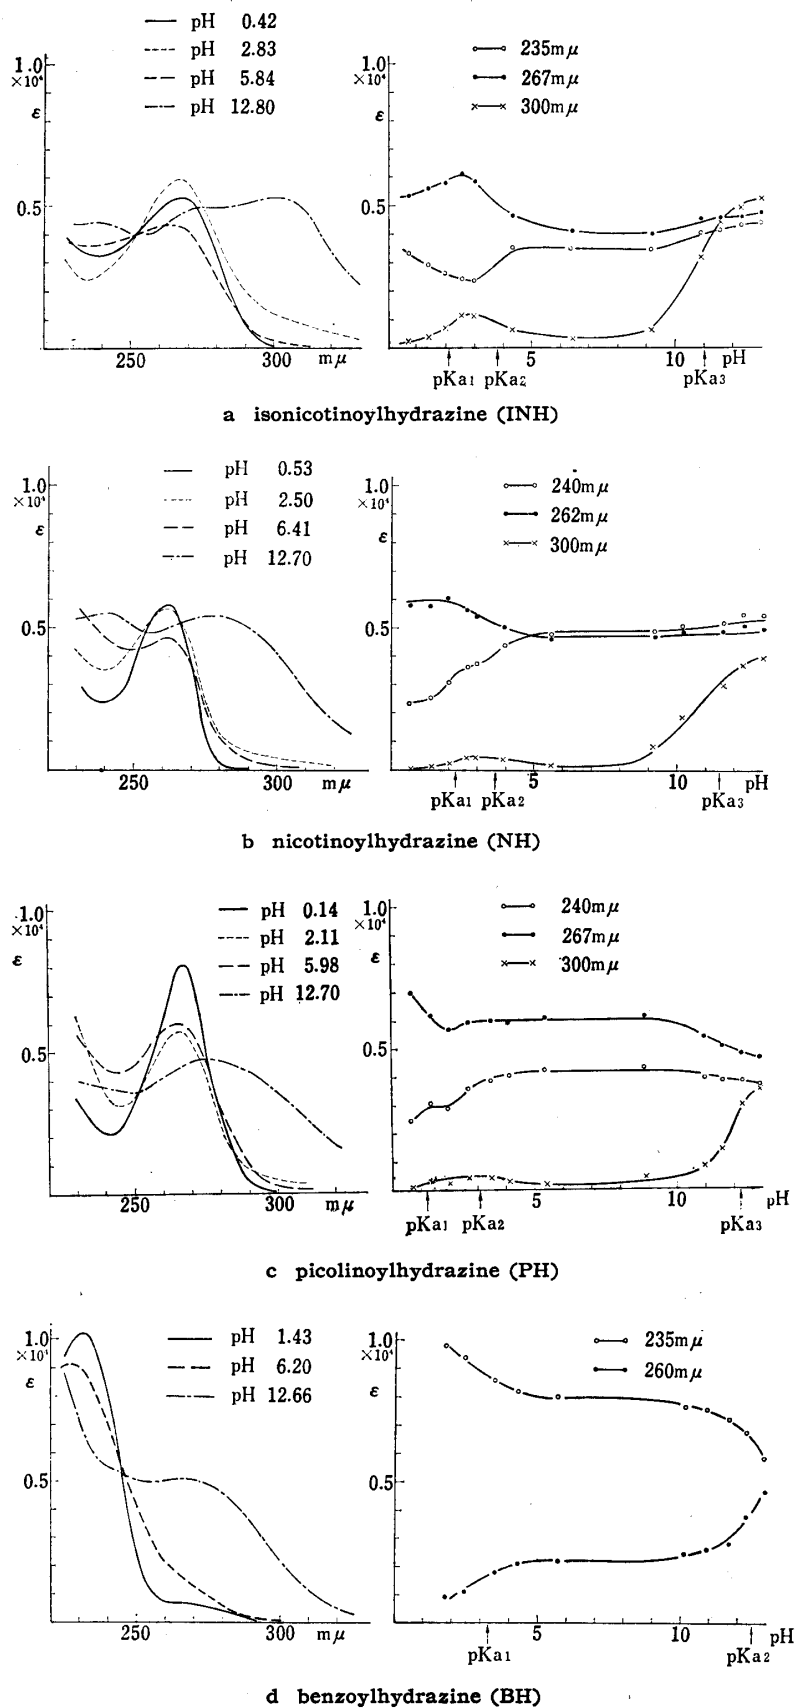 pH 0.42
pH 2.83
pH 5.84
pH 12.80
1.0
×10⁴
ε
0.5
250 300 mμ
235mμ
267mμ
300mμ
1.0
×10⁴
ε
0.5
5 10 pH
pKa1 pKa2 pKa3
a isonicotinoylhydrazine (INH)
pH 0.53
pH 2.50
pH 6.41
pH 12.70
1.0
×10⁴
ε
0.5
250 300 mμ
240mμ
262mμ
300mμ
1.0
×10⁴
ε
0.5
5 10 pH
pKa1 pKa2 pKa3
b nicotinoylhydrazine (NH)
pH 0.14
pH 2.11
pH 5.98
pH 12.70
1.0
×10⁴
ε
0.5
250 300 mμ
240mμ
267mμ
300mμ
1.0
×10⁴
ε
0.5
5 10 pH
pKa1 pKa2 pKa3
c picolinoylhydrazine (PH)
pH 1.43
pH 6.20
pH 12.66
1.0
×10⁴
ε
0.5
250 300 mμ
235mμ
260mμ
1.0
×10⁴
ε
0.5
5 10 pH
pKa1 pKa2
d benzoylhydrazine (BH)